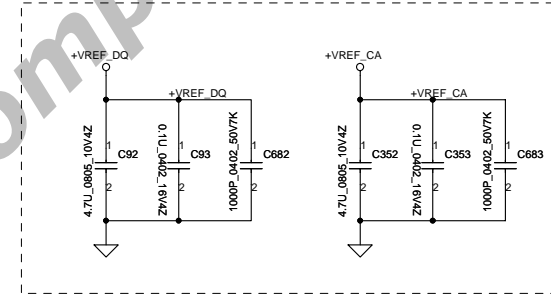 omp
+VREF_DQ
+VREF_DQ
4.7U_0805_10V4Z
1
C92
2
0.1U_0402_16V4Z
1
C93
2
1000P_0402_50V7K
1
C682
2
+VREF_CA
+VREF_CA
4.7U_0805_10V4Z
1
C352
2
0.1U_0402_16V4Z
1
C353
2
1000P_0402_50V7K
1
C683
2